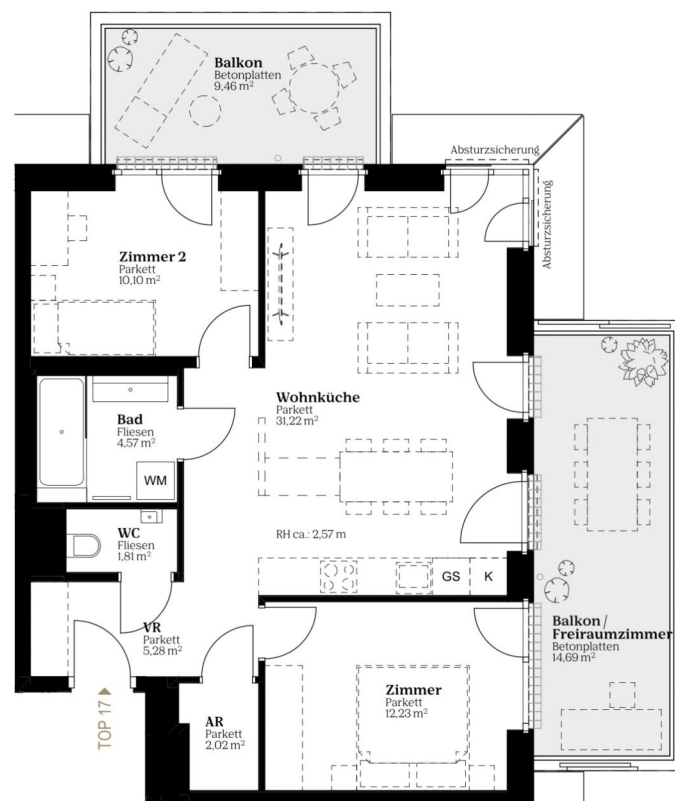 Balkon
Betonplatten
9,46 m²
Absturzsicherung
Absturzsicherung
Zimmer 2
Parkett
10,10 m²
Wohnküche
Parkett
31,22 m²
Bad
Fliesen
4,57 m²
WM
WC
Fliesen
1,81 m²
RH ca.: 2,57 m
GS
K
VR
Parkett
5,28 m²
Balkon /
Freiraumzimmer
Betonplatten
14,69 m²
Zimmer
Parkett
12,23 m²
AR
Parkett
2,02 m²
TOP 17